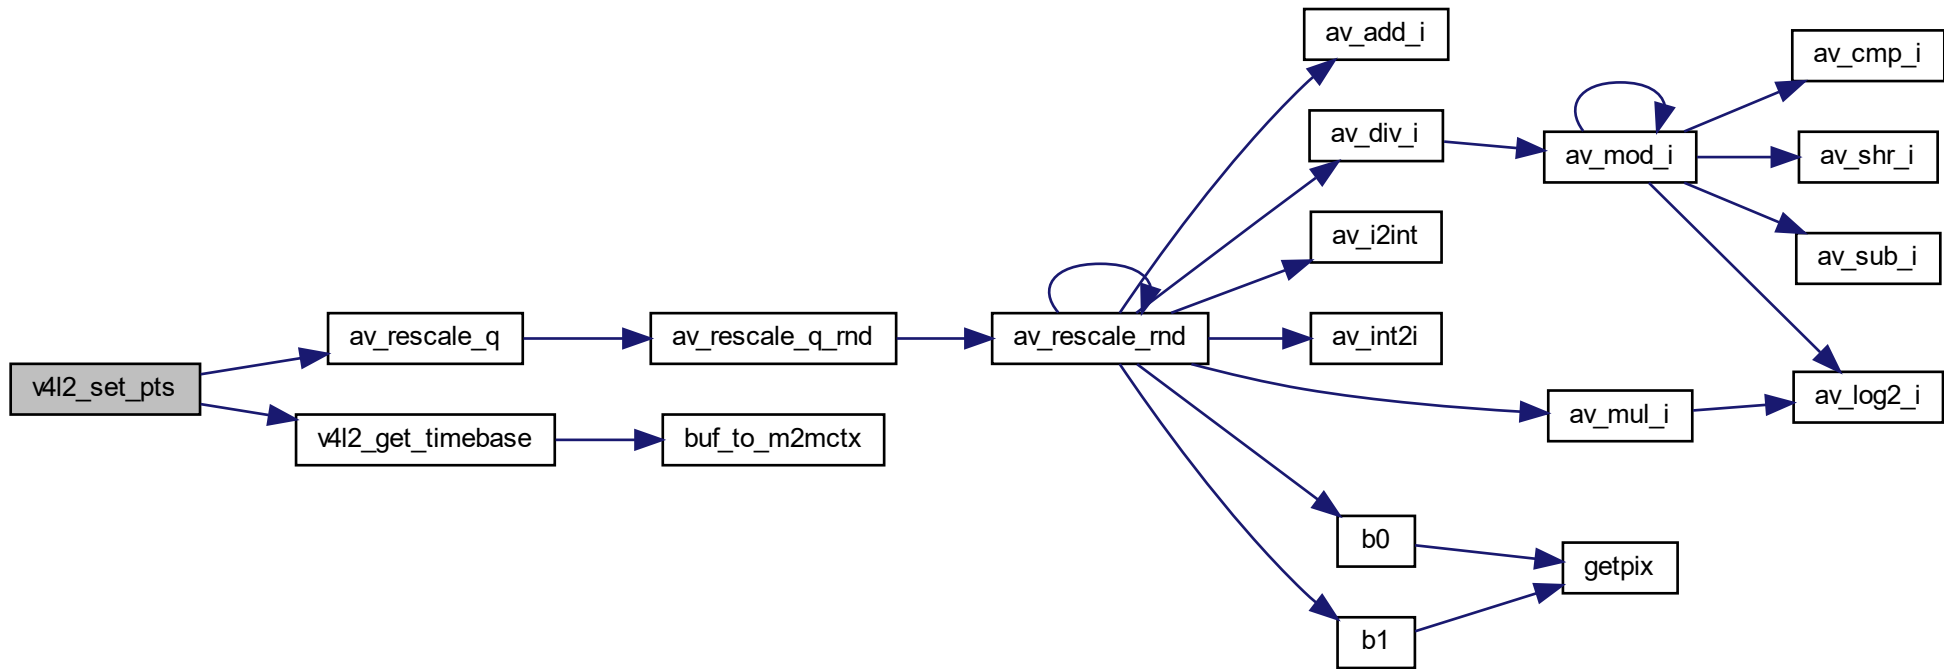 av_add_i
av_cmp_i
av_div_i
av_mod_i
av_shr_i
av_i2int
av_sub_i
av_rescale_q
av_rescale_q_rnd
av_rescale_rnd
av_int2i
v4l2_set_pts
av_log2_i
av_mul_i
v4l2_get_timebase
buf_to_m2mctx
b0
getpix
b1